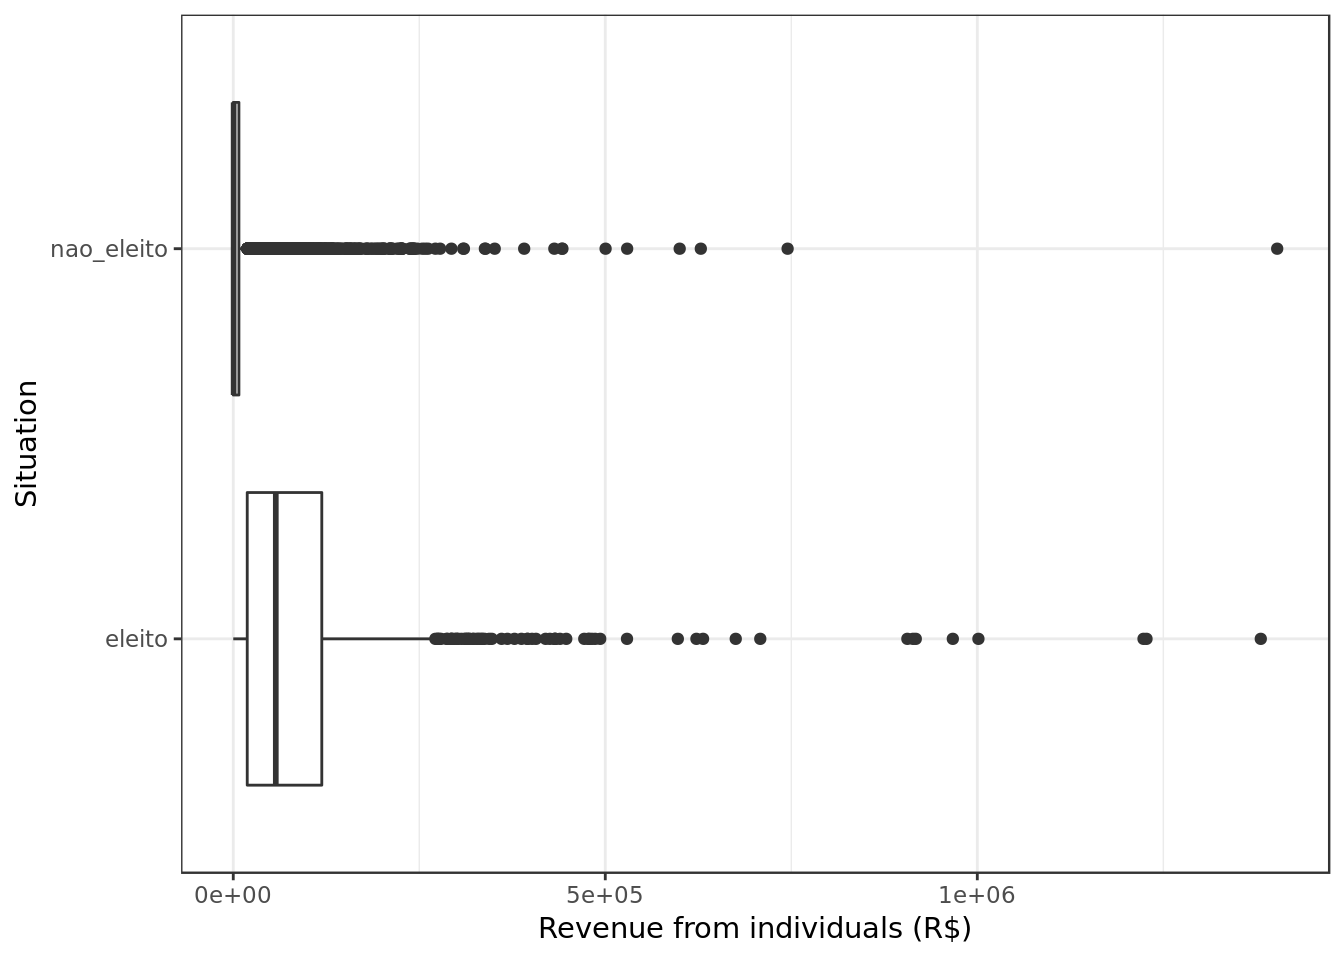 Situation
nao_eleito
eleito
0e+00
5e+05
1e+06
Revenue from individuals (R$)